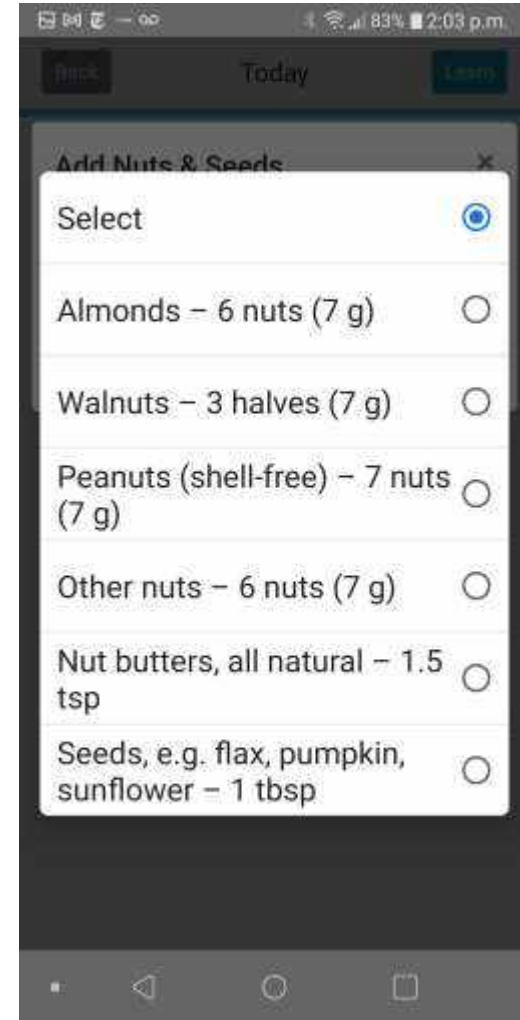 83% 2:03 p.m.
Back Today Learn
Add Nuts & Seeds ×
Select
Almonds – 6 nuts (7 g)
Walnuts – 3 halves (7 g)
Peanuts (shell-free) – 7 nuts
(7 g)
Other nuts – 6 nuts (7 g)
Nut butters, all natural – 1.5
tsp
Seeds, e.g. flax, pumpkin,
sunflower – 1 tbsp